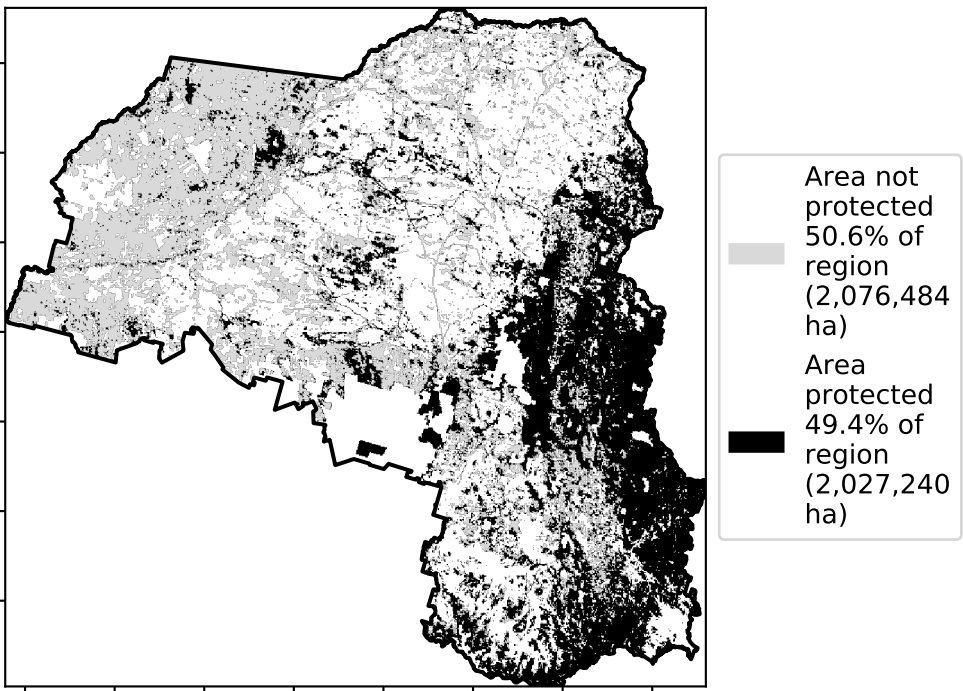 Area not
protected
50.6% of
region
(2,076,484
ha)
Area
protected
49.4% of
region
(2,027,240
ha)